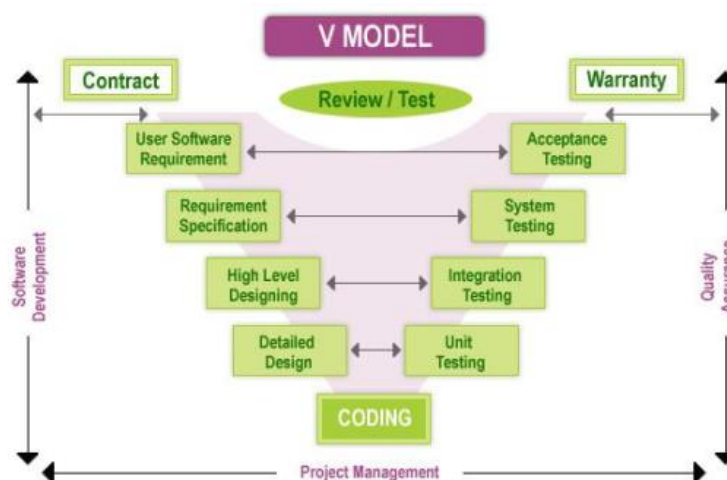 V MODEL
Contract
Review / Test
Warranty
User Software
Requirement
Acceptance
Testing
Requirement
Specification
System
Testing
High Level
Designing
Integration
Testing
Detailed
Design
Unit
Testing
CODING
Software
Development
Quality
Project Management